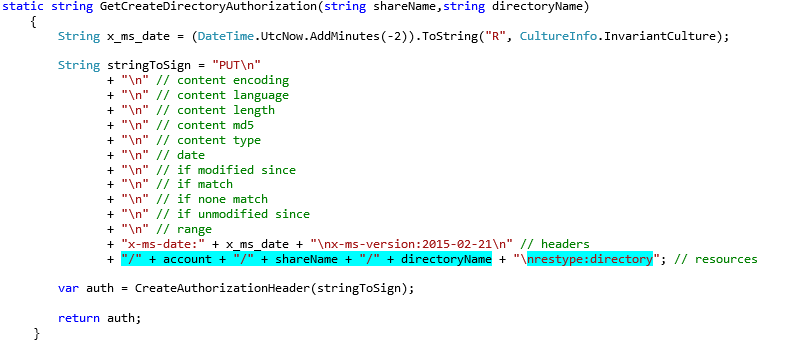 static string GetCreateDirectoryAuthorization(string shareName,string directoryName)
{
String x_ms_date = (DateTime.UtcNow.AddMinutes(-2)).ToString("R", CultureInfo.InvariantCulture);
String stringToSign = "PUT\n"
+ "\n" // content encoding
+ "\n" // content language
+ "\n" // content length
+ "\n" // content md5
+ "\n" // content type
+ "\n" // date
+ "\n" // if modified since
+ "\n" // if match
+ "\n" // if none match
+ "\n" // if unmodified since
+ "\n" // range
+ "x-ms-date:" + x_ms_date + "\nx-ms-version:2015-02-21\n" // headers
+ "/" + account + "/" + shareName + "/" + directoryName + "\nrestype:directory"; // resources
var auth = CreateAuthorizationHeader(stringToSign);
return auth;
}